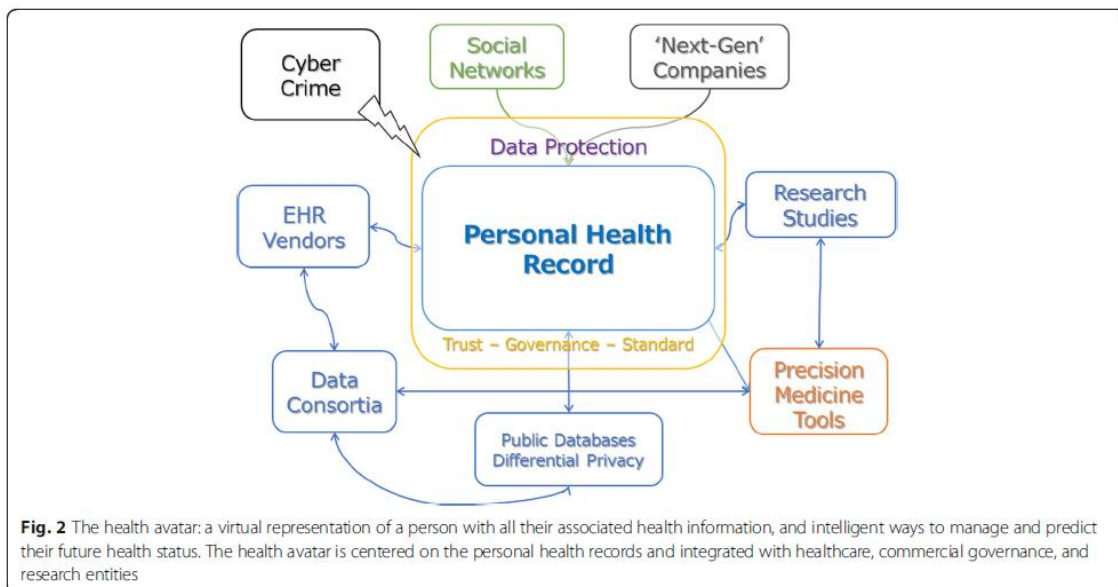 Cyber
Crime
Social
Networks
‘Next-Gen’
Companies
Data Protection
EHR
Vendors
Personal Health
Record
Research
Studies
Trust – Governance – Standard
Data
Consortia
Precision
Medicine
Tools
Public Databases
Differential Privacy
Fig. 2 The health avatar: a virtual representation of a person with all their associated health information, and intelligent ways to manage and predict
their future health status. The health avatar is centered on the personal health records and integrated with healthcare, commercial governance, and
research entities